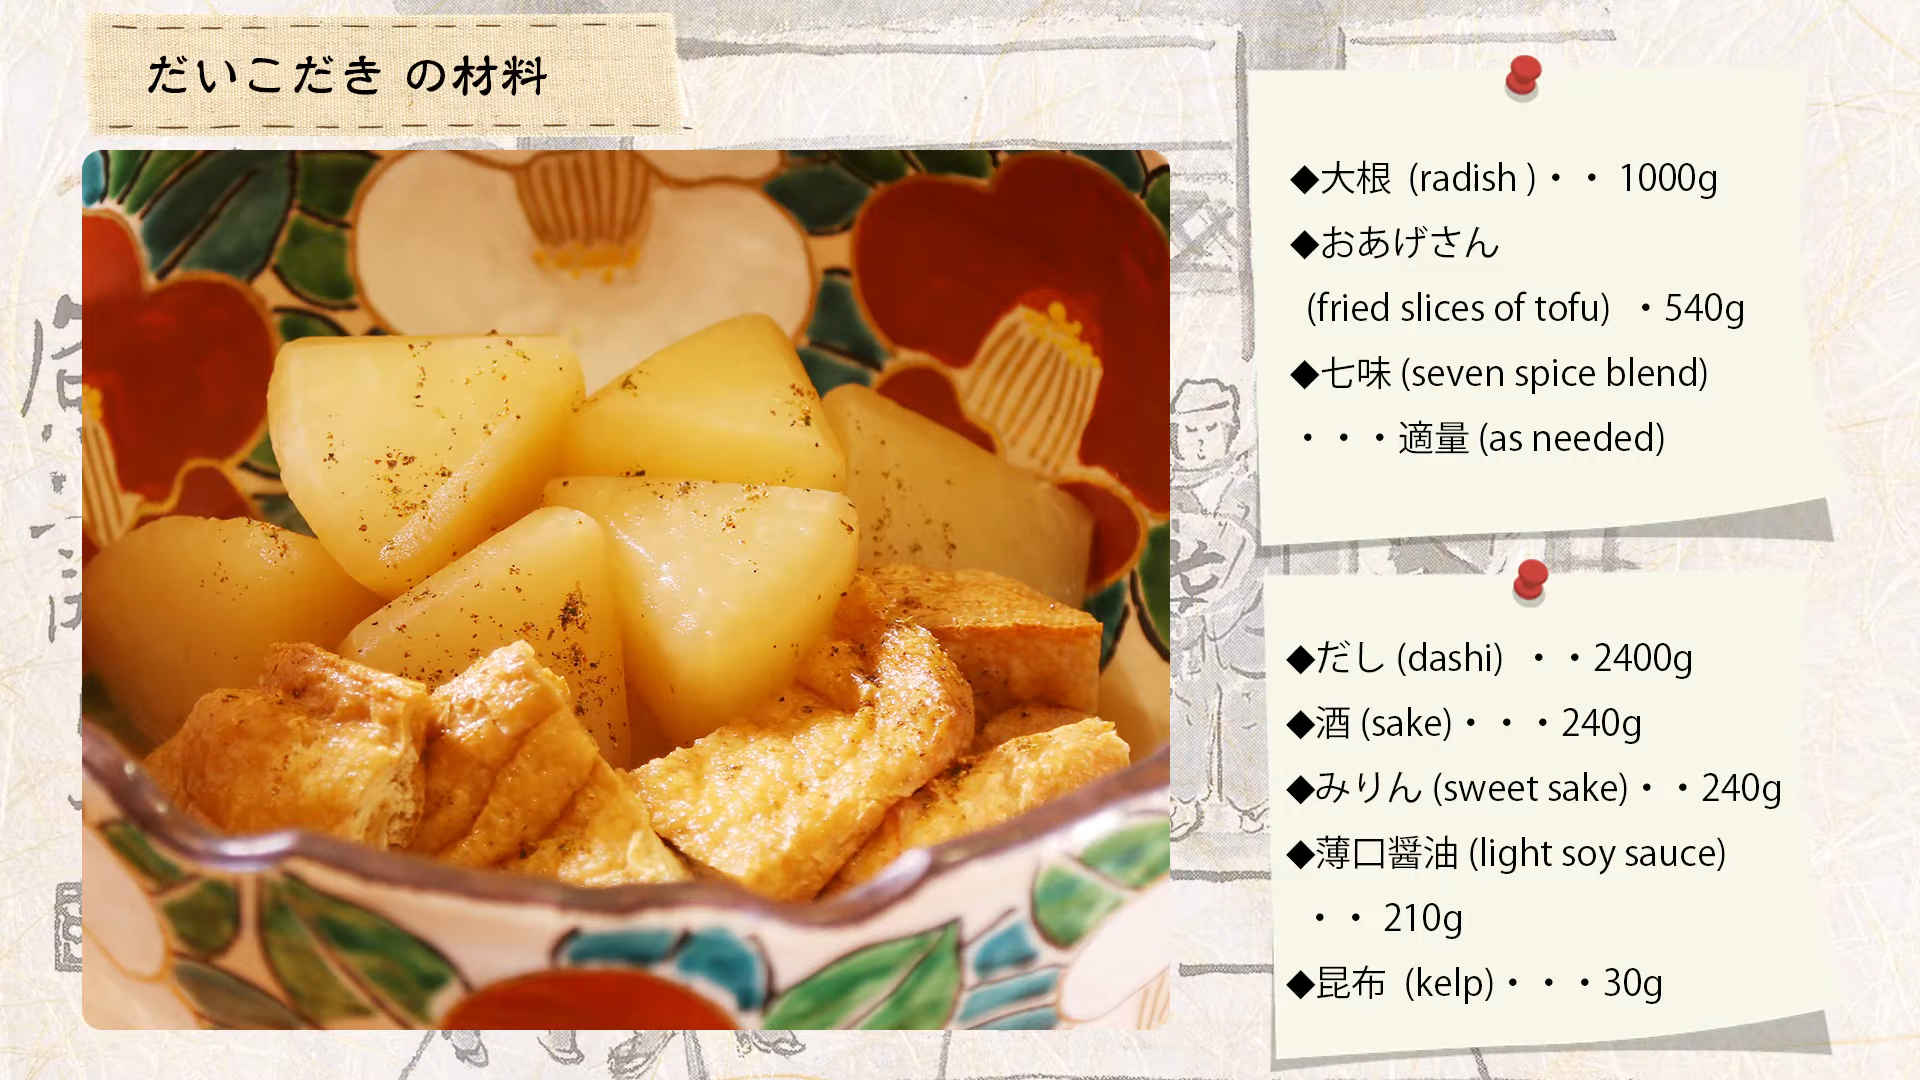 だいこだき の材料
◆大根 (radish )・・ 1000g
◆おあげさん
(fried slices of tofu) ・540g
◆七味 (seven spice blend)
・・・適量 (as needed)
◆だし (dashi) ・・2400g
◆酒 (sake)・・・240g
◆みりん (sweet sake)・・240g
◆薄口醤油 (light soy sauce)
・・ 210g
◆昆布 (kelp)・・・30g